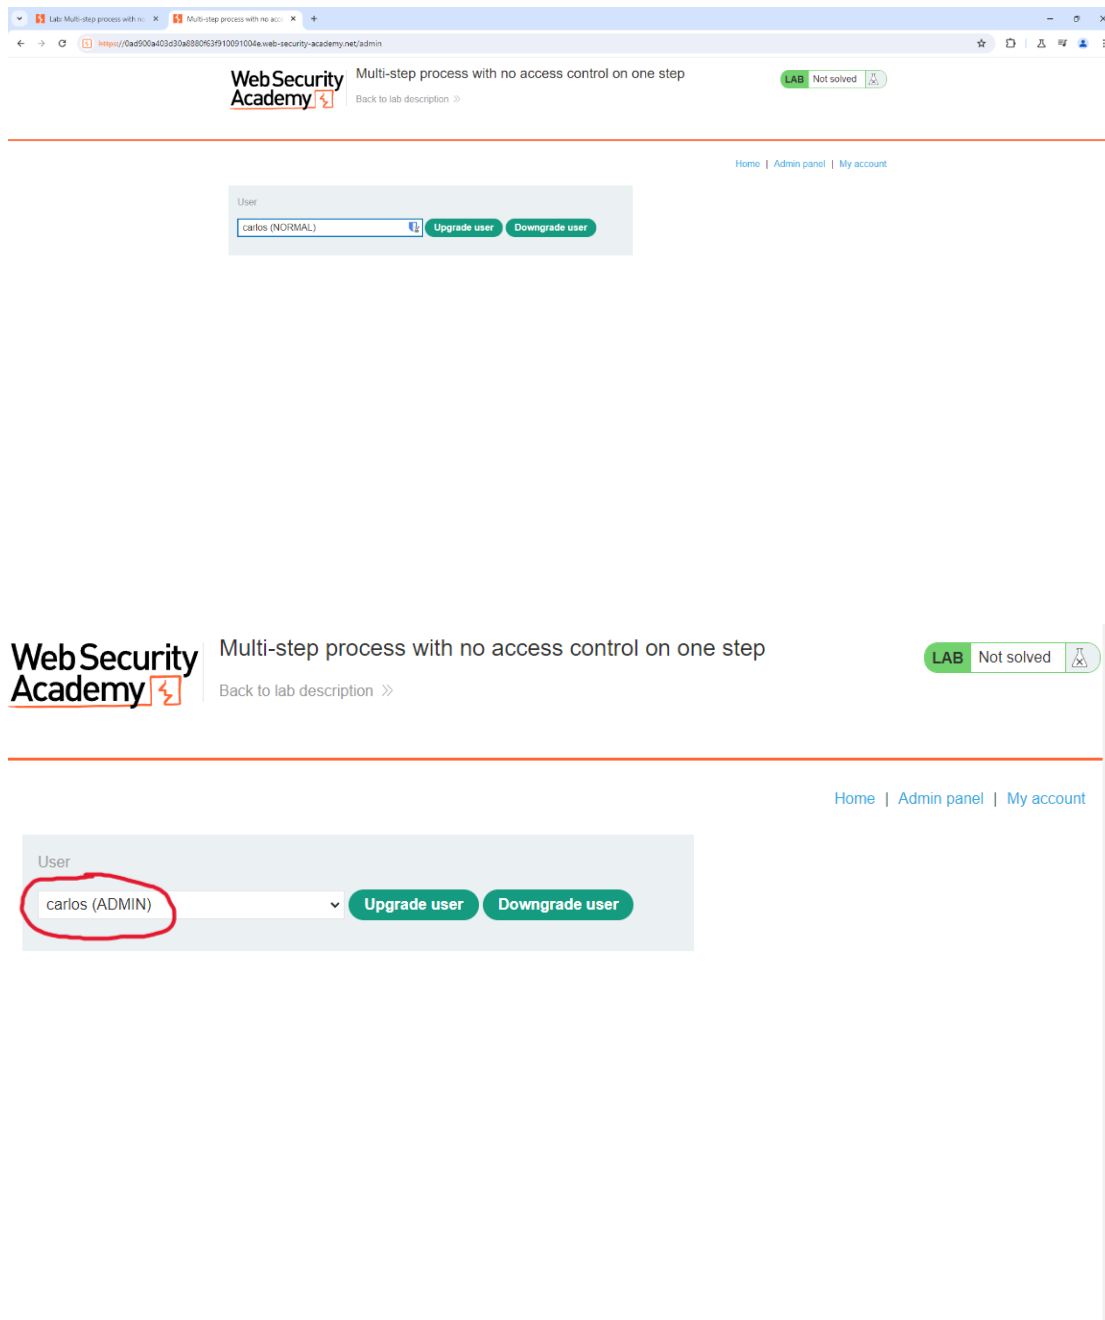 Lab: Multi-step process with no
Multi-step process with no acc
https://0ad900a403d30a8880f63f910091004e.web-security-academy.net/admin
Web Security
Academy
Multi-step process with no access control on one step
Back to lab description
LAB Not solved
Home | Admin panel | My account
User
carlos (NORMAL)
Upgrade user
Downgrade user
Web Security
Academy
Multi-step process with no access control on one step
Back to lab description
LAB Not solved
Home | Admin panel | My account
User
carlos (ADMIN)
Upgrade user
Downgrade user